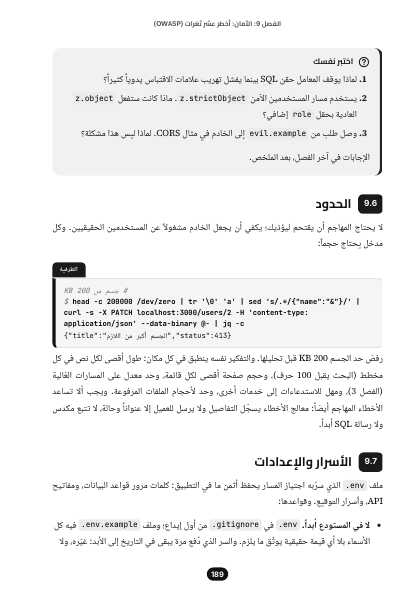 الفصل 9: الأمان: أخطر عشر ثغرات (OWASP)
اختبر نفسك
1. لماذا يوقف المعامل حقن SQL بينما يفشل تهريب علامات الاقتباس يدوياً كثيراً؟
2. يستخدم مسار المستخدمين الآمن z.strictObject. ماذا كانت ستفعل z.object
العادية بحقل role إضافي؟
3. وصل طلب من evil.example إلى الخادم في مثال CORS. لماذا ليس هذا مشكلة؟
الإجابات في آخر الفصل، بعد الملخص.
9.6 الحدود
لا يحتاج المهاجم أن يقتحم ليؤذيك؛ يكفي أن يجعل الخادم مشغولاً عن المستخدمين الحقيقيين. وكل
مدخل يحتاج حجماً:
الطرفية
# جسم من 200 KB
$ head -c 200000 /dev/zero | tr '\0' 'a' | sed 's/.*/{"name":"&"}/' |
curl -s -X PATCH localhost:3000/users/2 -H 'content-type:
application/json' --data-binary @- | jq -c
{"title":"الجسم أكبر من اللازم","status":413}
رفض حد الجسم 200 KB قبل تحليلها. والتفكير نفسه ينطبق في كل مكان: طول أقصى لكل نص في كل
مخطط (البحث يقبل 100 حرف)، وحجم صفحة أقصى لكل قائمة، وحد معدل على المسارات الغالية
(الفصل 3)، ومهل للاستدعاءات إلى خدمات أخرى، وحد لأحجام الملفات المرفوعة. ويجب ألا تساعد
الأخطاء المهاجم أيضاً: معالج الأخطاء يسجّل التفاصيل ولا يرسل للعميل إلا عنواناً وحالة، لا تتبع مكدس
ولا رسالة SQL أبداً.
9.7 الأسرار والإعدادات
ملف .env الذي سرّبه اجتياز المسار يحفظ أثمن ما في التطبيق: كلمات مرور قواعد البيانات، ومفاتيح
API، وأسرار التوقيع. وقواعدها:
• لا في المستودع أبداً. .env في .gitignore من أول إيداع؛ وملف .env.example فيه كل
الأسماء بلا أي قيمة حقيقية يوثّق ما يلزم. والسر الذي دُفع مرة يبقى في التاريخ إلى الأبد: غيّره، ولا
189